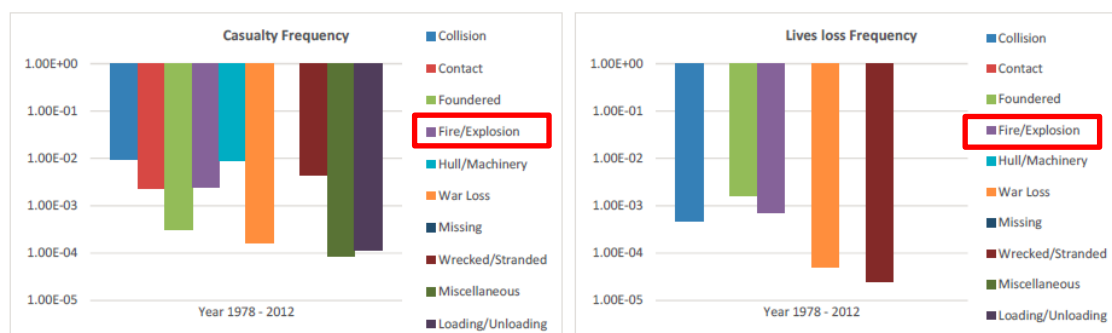 Casualty Frequency
1.00E+00
1.00E-01
1.00E-02
1.00E-03
1.00E-04
1.00E-05
Year 1978 - 2012
Collision
Contact
Foundered
Fire/Explosion
Hull/Machinery
War Loss
Missing
Wrecked/Stranded
Miscellaneous
Loading/Unloading
Lives loss Frequency
1.00E+00
1.00E-01
1.00E-02
1.00E-03
1.00E-04
1.00E-05
Year 1978 - 2012
Collision
Contact
Foundered
Fire/Explosion
Hull/Machinery
War Loss
Missing
Wrecked/Stranded
Miscellaneous
Loading/Unloading